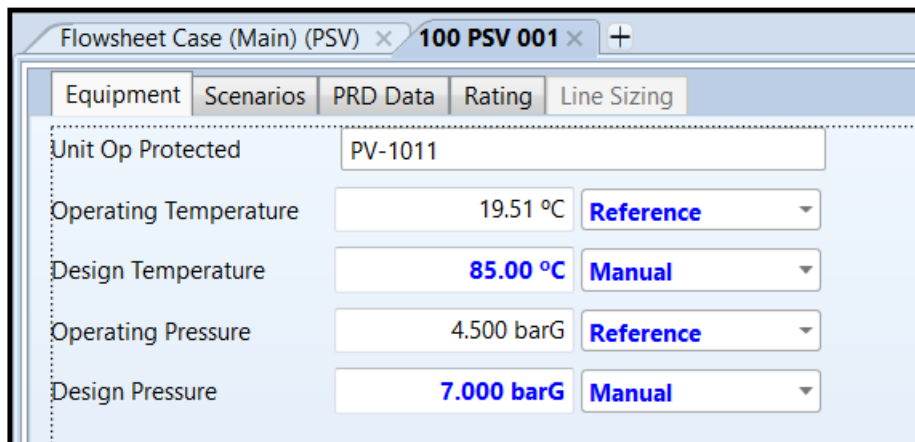 Flowsheet Case (Main) (PSV) × 100 PSV 001 × +
Equipment Scenarios PRD Data Rating Line Sizing
Unit Op Protected PV-1011
Operating Temperature 19.51 ºC Reference
Design Temperature 85.00 ºC Manual
Operating Pressure 4.500 barG Reference
Design Pressure 7.000 barG Manual